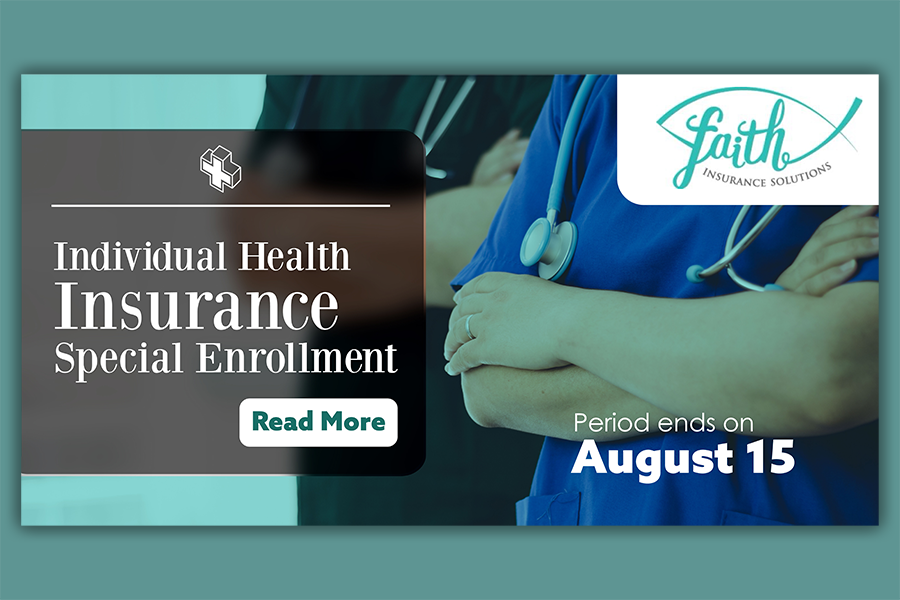 faith
INSURANCE SOLUTIONS
Individual Health
Insurance
Special Enrollment
Read More
Period ends on
August 15